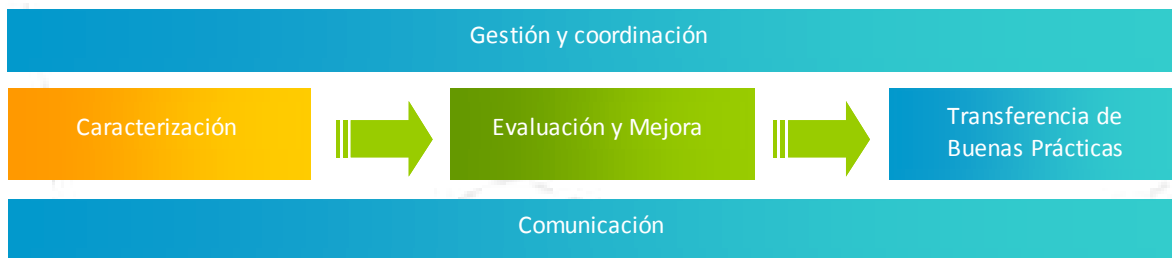 Gestión y coordinación
Caracterización
Evaluación y Mejora
Transferencia de
Buenas Prácticas
Comunicación